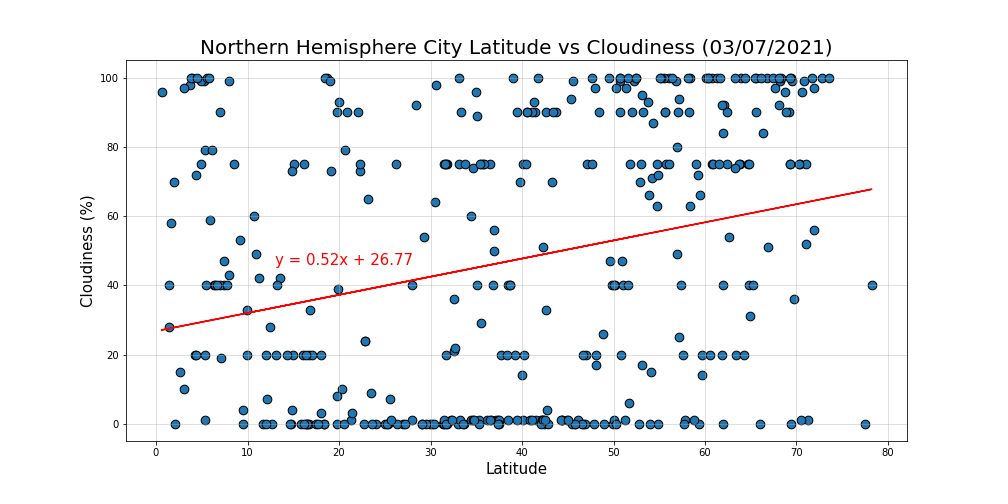 Northern Hemisphere City Latitude vs Cloudiness (03/07/2021)
100
80
60
40
20
0
Cloudiness (%)
y = 0.52x + 26.77
0 10 20 30 40 50 60 70 80
Latitude